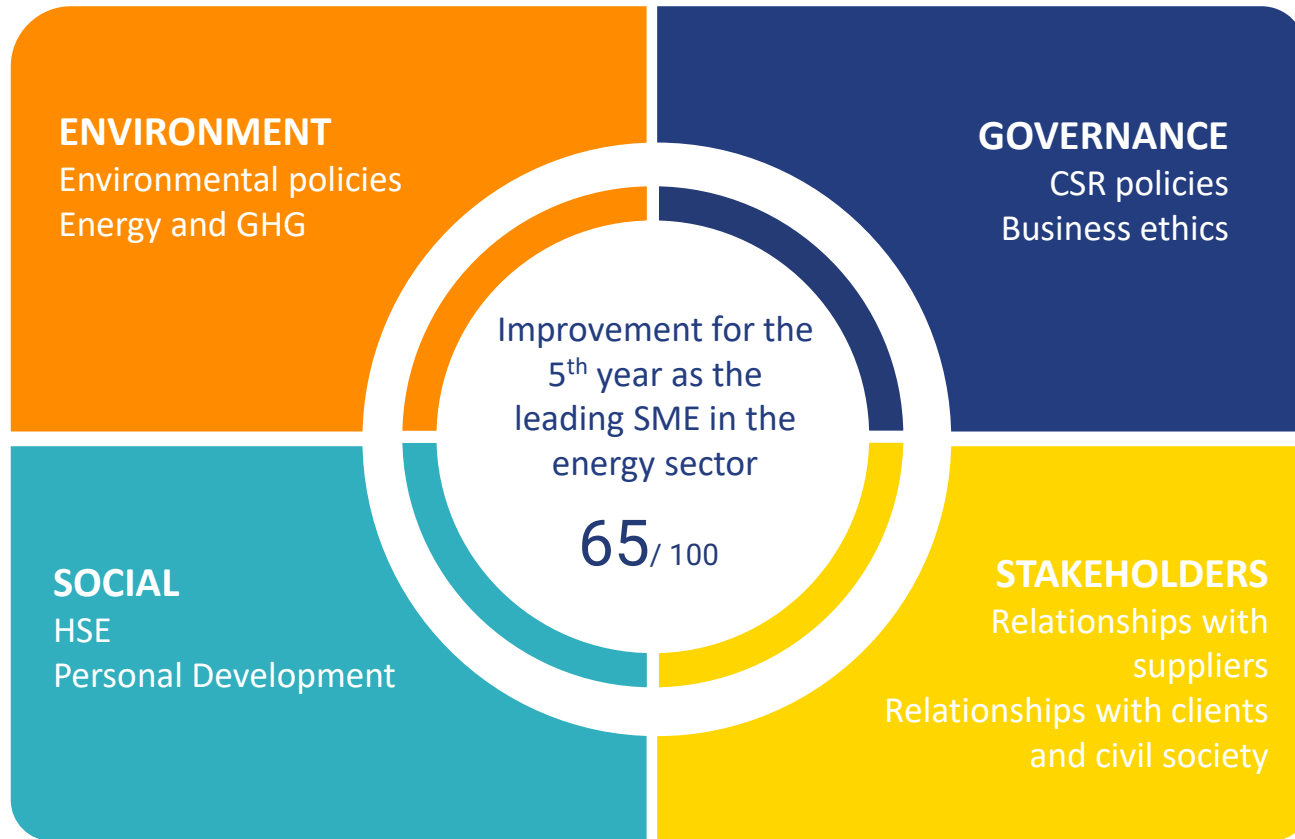 ENVIRONMENT
Environmental policies
Energy and GHG
GOVERNANCE
CSR policies
Business ethics
Improvement for the
5th year as the
leading SME in the
energy sector
65/ 100
SOCIAL
HSE
Personal Development
STAKEHOLDERS
Relationships with
suppliers
Relationships with clients
and civil society